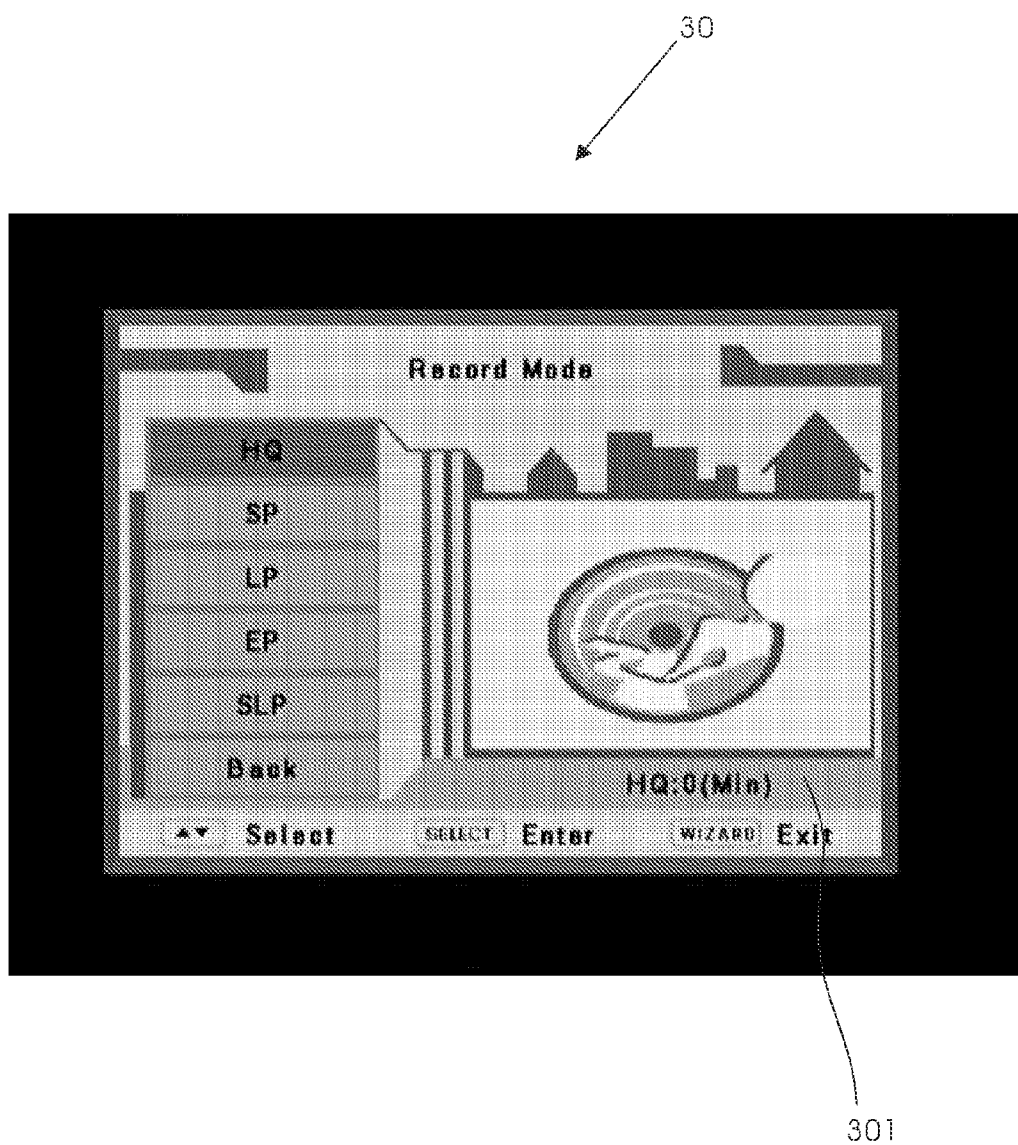 30
Record Mode
HQ
SP
LP
EP
SLP
Back
HQ:0(Min)
▲▼ Select SELECT Enter WIZARD Exit
301